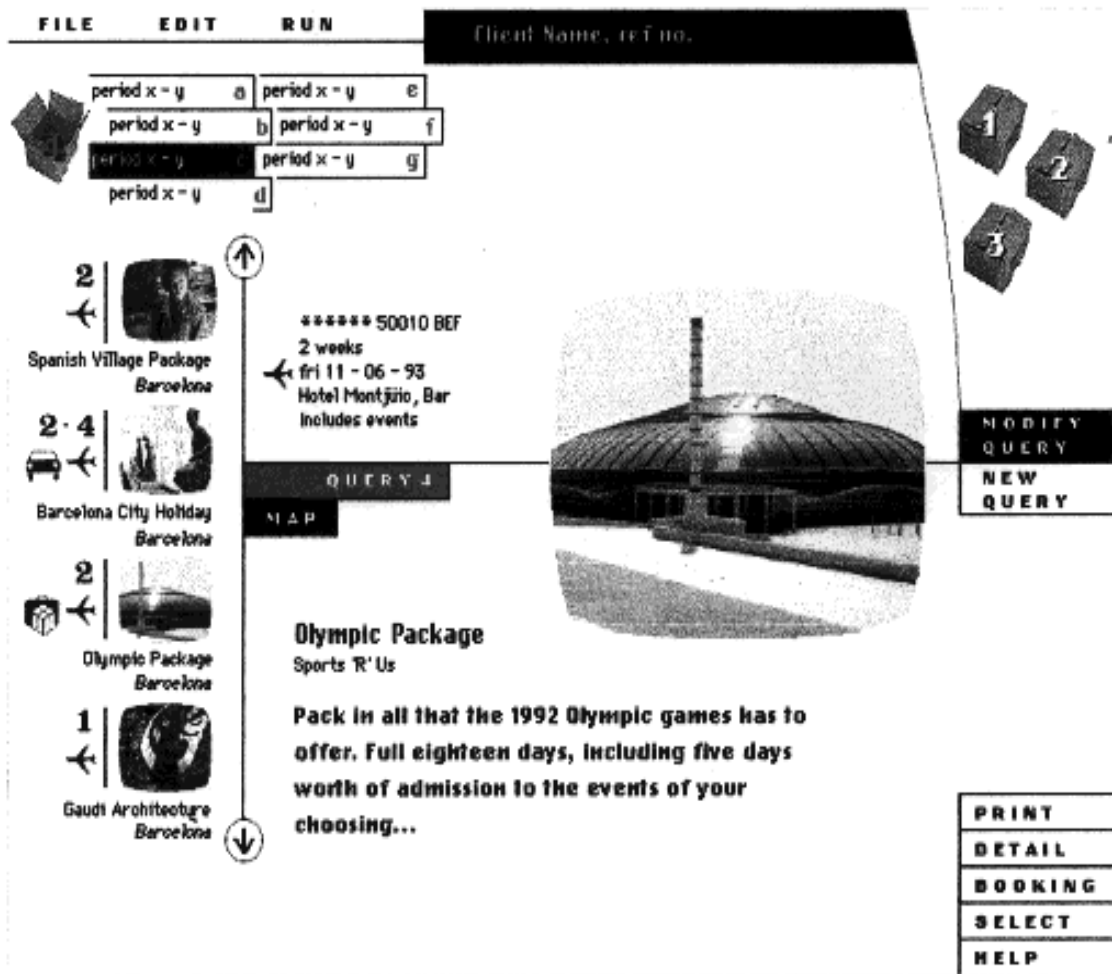 FILE EDIT RUN
Client Name, ref no.
period x - y a
period x - y e
period x - y b
period x - y f
period x - y c
period x - y g
period x - y d
4
1
2
3
2
Spanish Village Package
Barcelona
2 · 4
Barcelona City Holiday
Barcelona
2
Olympic Package
Barcelona
1
Gaudi Architecture
Barcelona
****** 50010 BEF
2 weeks
fri 11 - 06 - 93
Hotel Montjüio, Bar
Includes events
QUERY 4
MAP
MODIFY
QUERY
NEW
QUERY
Olympic Package
Sports 'R' Us
Pack in all that the 1992 Olympic games has to
offer. Full eighteen days, including five days
worth of admission to the events of your
choosing...
PRINT
DETAIL
BOOKING
SELECT
HELP